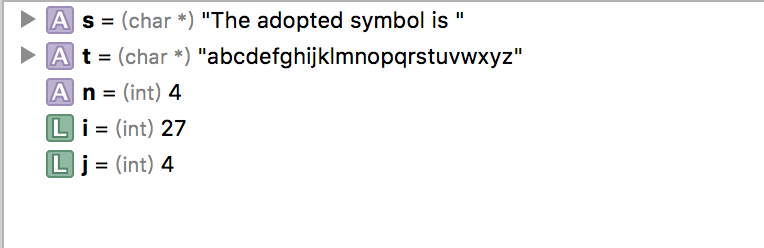 A s = (char *) "The adopted symbol is "
A t = (char *) "abcdefghijklmnopqrstuvwxyz"
A n = (int) 4
L i = (int) 27
L j = (int) 4